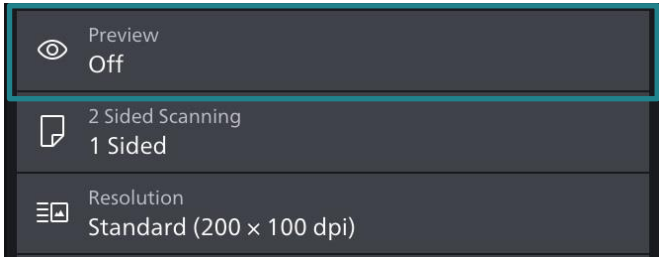 Preview
Off
2 Sided Scanning
1 Sided
Resolution
Standard (200 × 100 dpi)